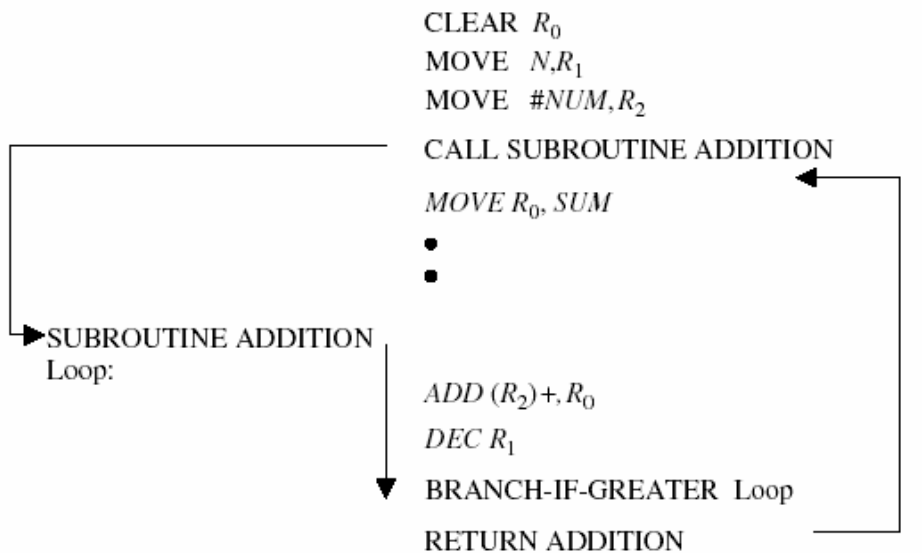 CLEAR R0
MOVE N,R1
MOVE #NUM,R2
CALL SUBROUTINE ADDITION
MOVE R0, SUM
SUBROUTINE ADDITION
Loop:
ADD (R2)+,R0
DEC R1
BRANCH-IF-GREATER Loop
RETURN ADDITION